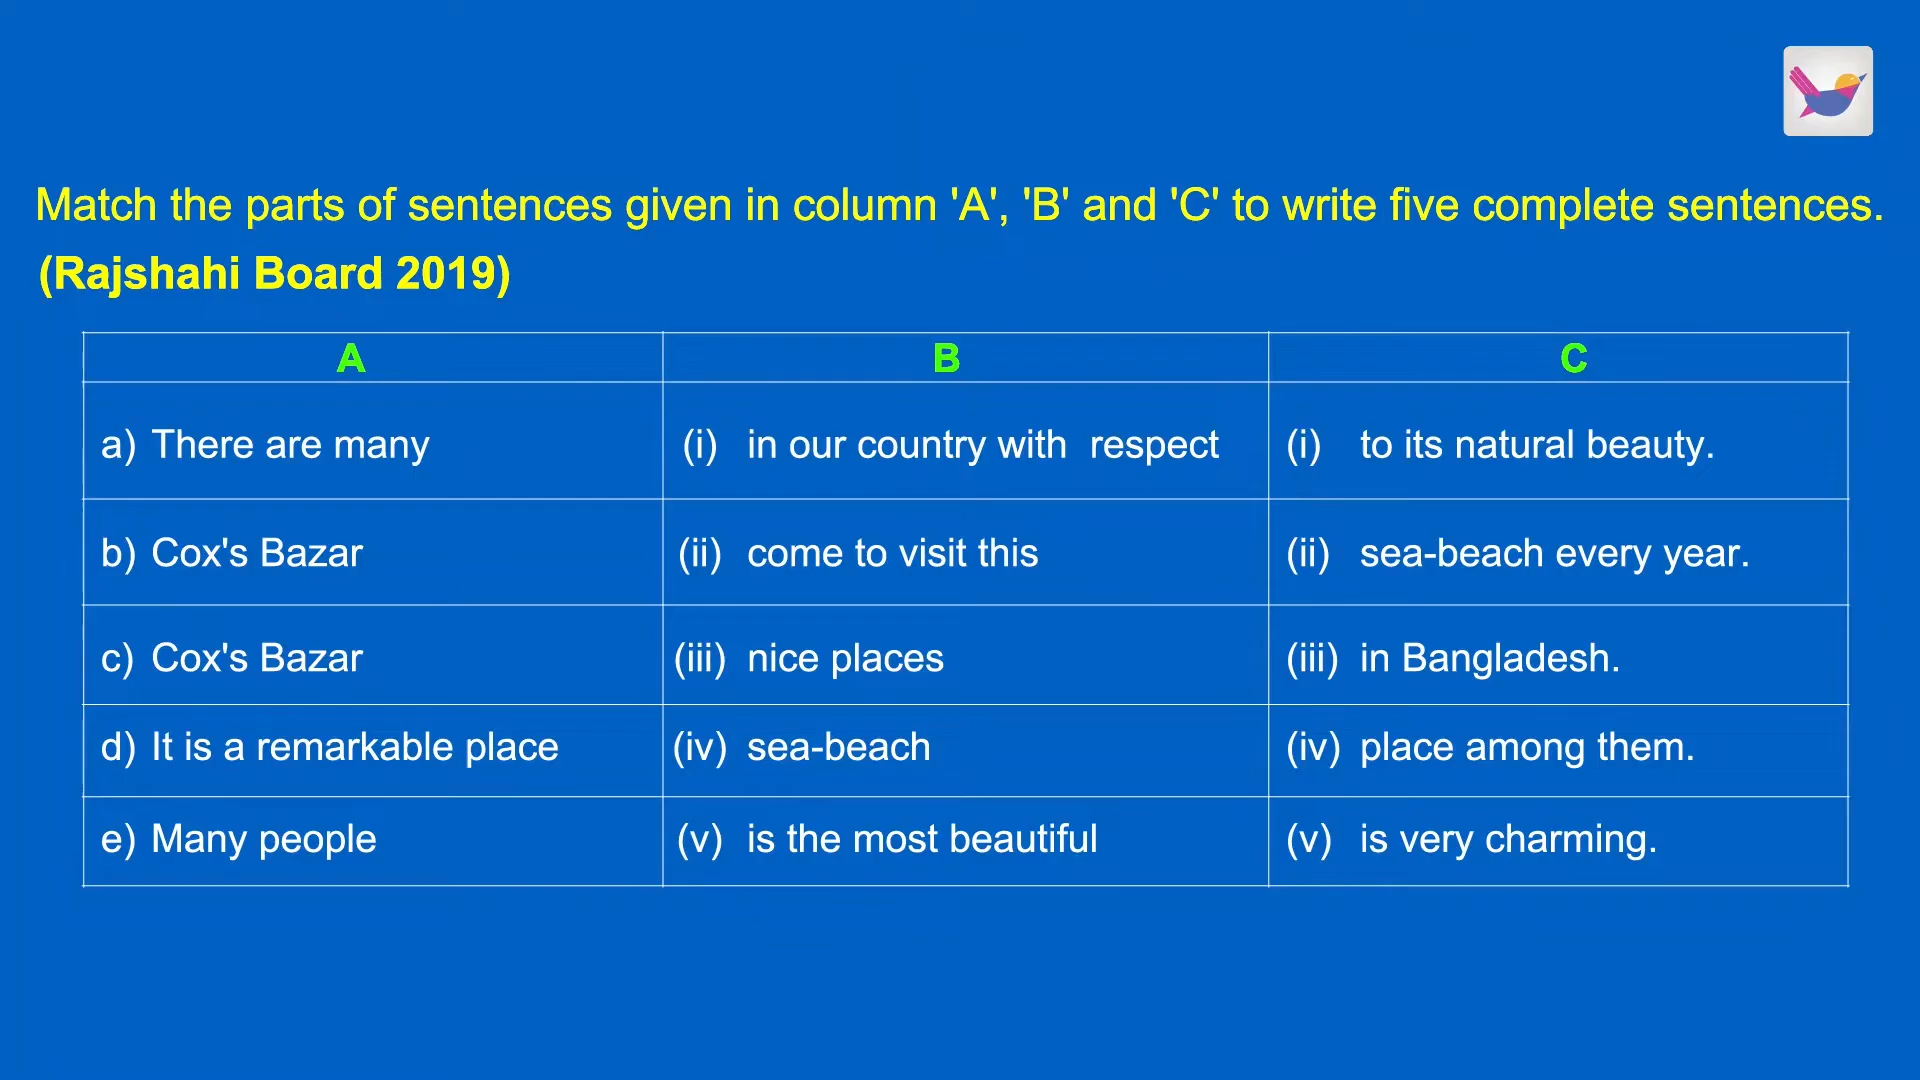 Match the parts of sentences given in column 'A', 'B' and 'C' to write five complete sentences.
(Rajshahi Board 2019)
A B C
a) There are many (i) in our country with respect (i) to its natural beauty.
b) Cox's Bazar (ii) come to visit this (ii) sea-beach every year.
c) Cox's Bazar (iii) nice places (iii) in Bangladesh.
d) It is a remarkable place (iv) sea-beach (iv) place among them.
e) Many people (v) is the most beautiful (v) is very charming.